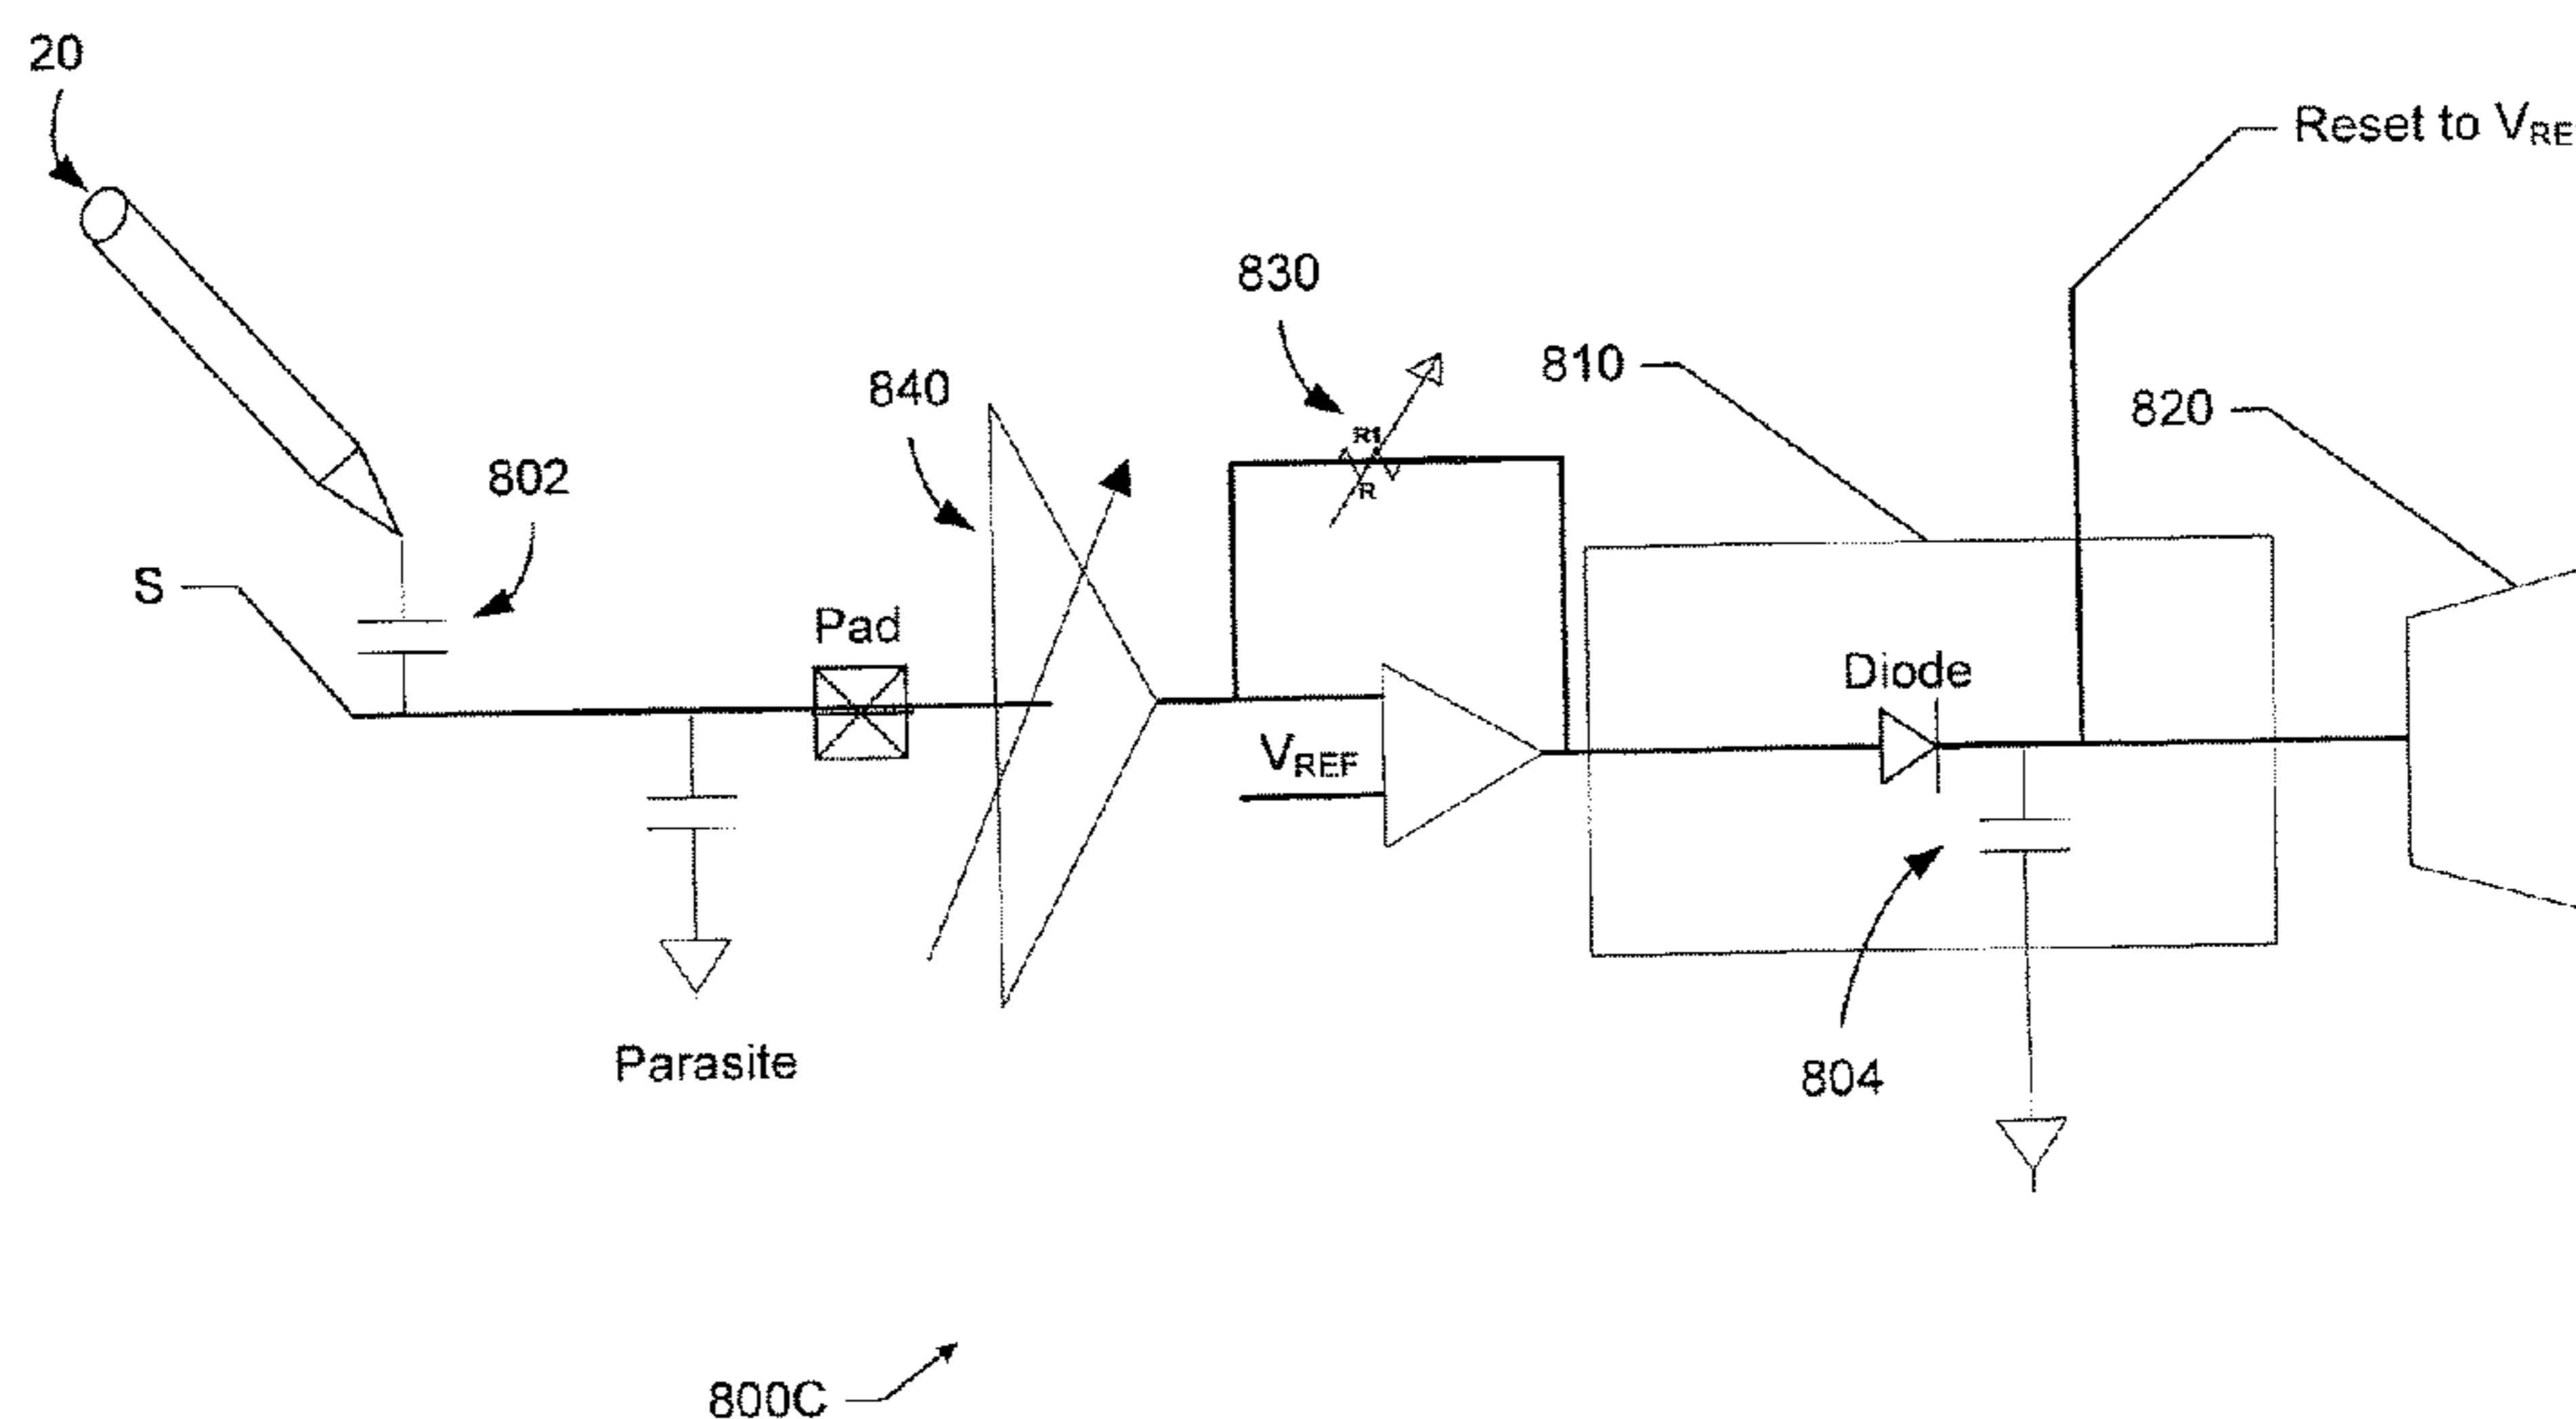 20
Reset to VRE
830
810
840
820
802
R1
R
S
Pad
Diode
VREF
Parasite
804
800C